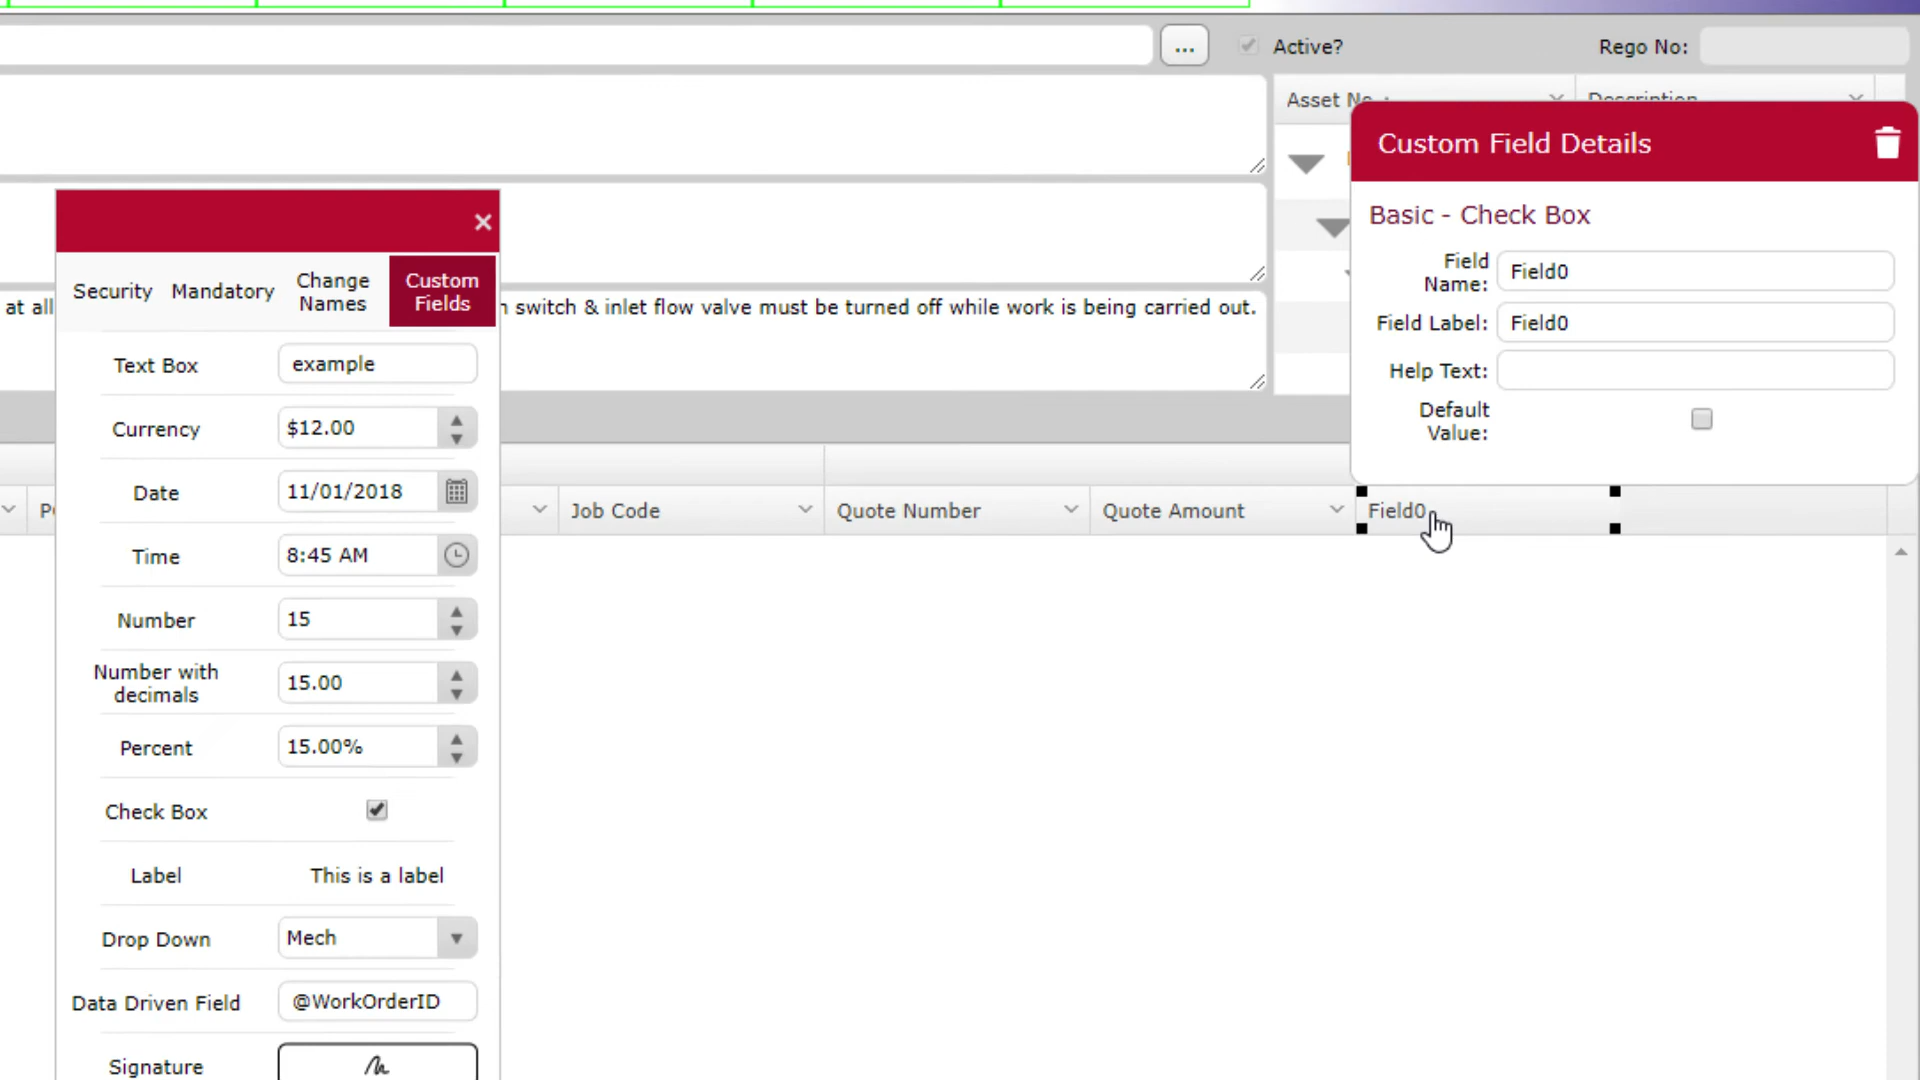 ...
Active?
Rego No:
Asset No
Description
Custom Field Details
Basic - Check Box
Field Name:
Field0
Field Label:
Field0
Help Text:
Default Value:
×
Security
Mandatory
Change Names
Custom Fields
at all
switch & inlet flow valve must be turned off while work is being carried out.
Text Box
example
Currency
$12.00
Date
11/01/2018
Time
8:45 AM
Number
15
Number with decimals
15.00
Percent
15.00%
Check Box
Label
This is a label
Drop Down
Mech
Data Driven Field
@WorkOrderID
Signature
Job Code
Quote Number
Quote Amount
Field0